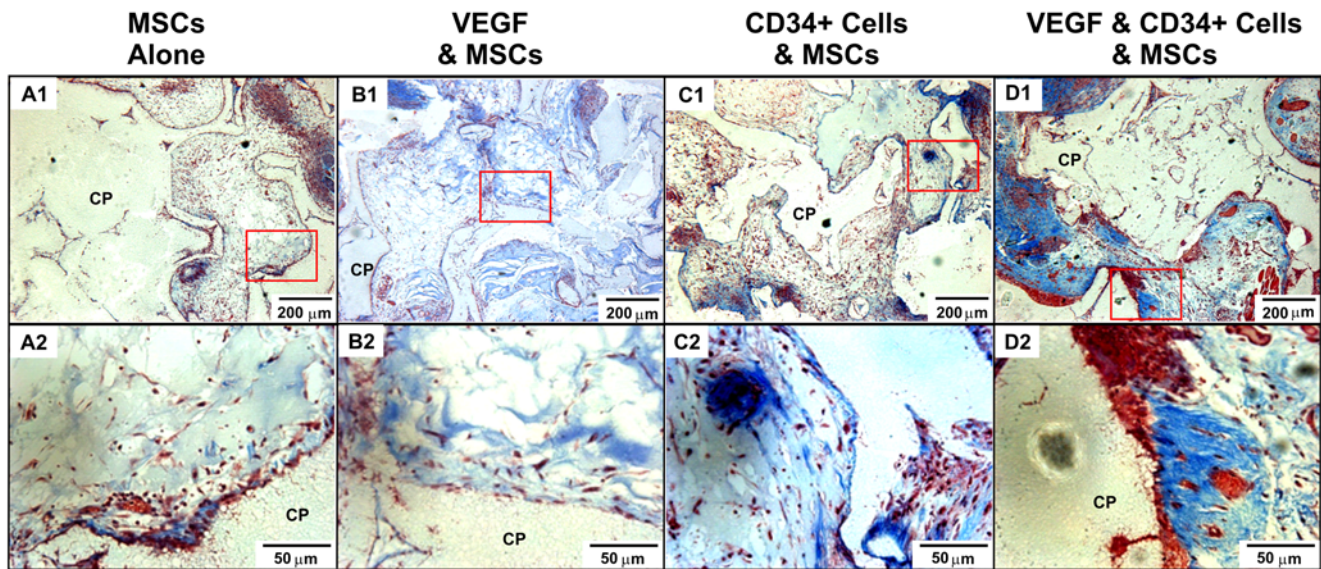 MSCs
Alone
VEGF
& MSCs
CD34+ Cells
& MSCs
VEGF & CD34+ Cells
& MSCs
A1
CP
200 µm
B1
CP
200 µm
C1
CP
200 µm
D1
CP
200 µm
A2
CP
50 µm
B2
CP
50 µm
C2
50 µm
D2
CP
50 µm